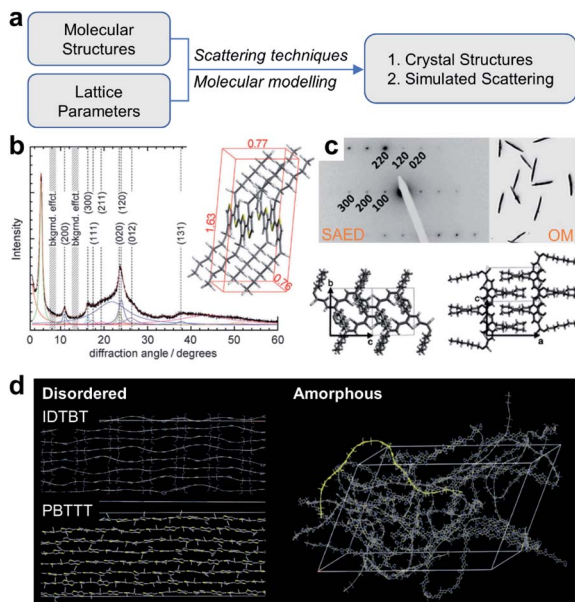 a
Molecular
Structures
Lattice
Parameters
Scattering techniques
Molecular modelling
1. Crystal Structures
2. Simulated Scattering
b
Intensity
bkgrnd. effct.
(200)
bkgrnd. effct.
(300)
(111)
(211)
(120)
(020)
(012)
(131)
0 10 20 30 40 50 60
diffraction angle / degrees
0.77
1.63
0.76
c
220
120
020
300
200
100
SAED
OM
b
c
c
a
d
Disordered
Amorphous
IDTBT
PBTTT